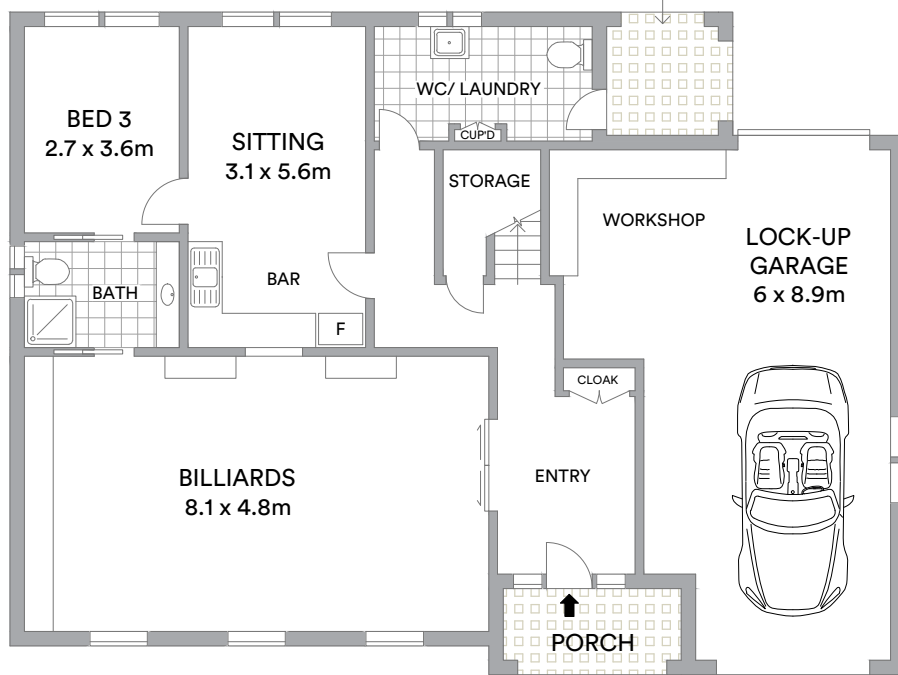 BED 3
2.7 x 3.6m
SITTING
3.1 x 5.6m
WC/ LAUNDRY
CUP'D
STORAGE
WORKSHOP
LOCK-UP
GARAGE
6 x 8.9m
BATH
BAR
F
CLOAK
BILLIARDS
8.1 x 4.8m
ENTRY
PORCH